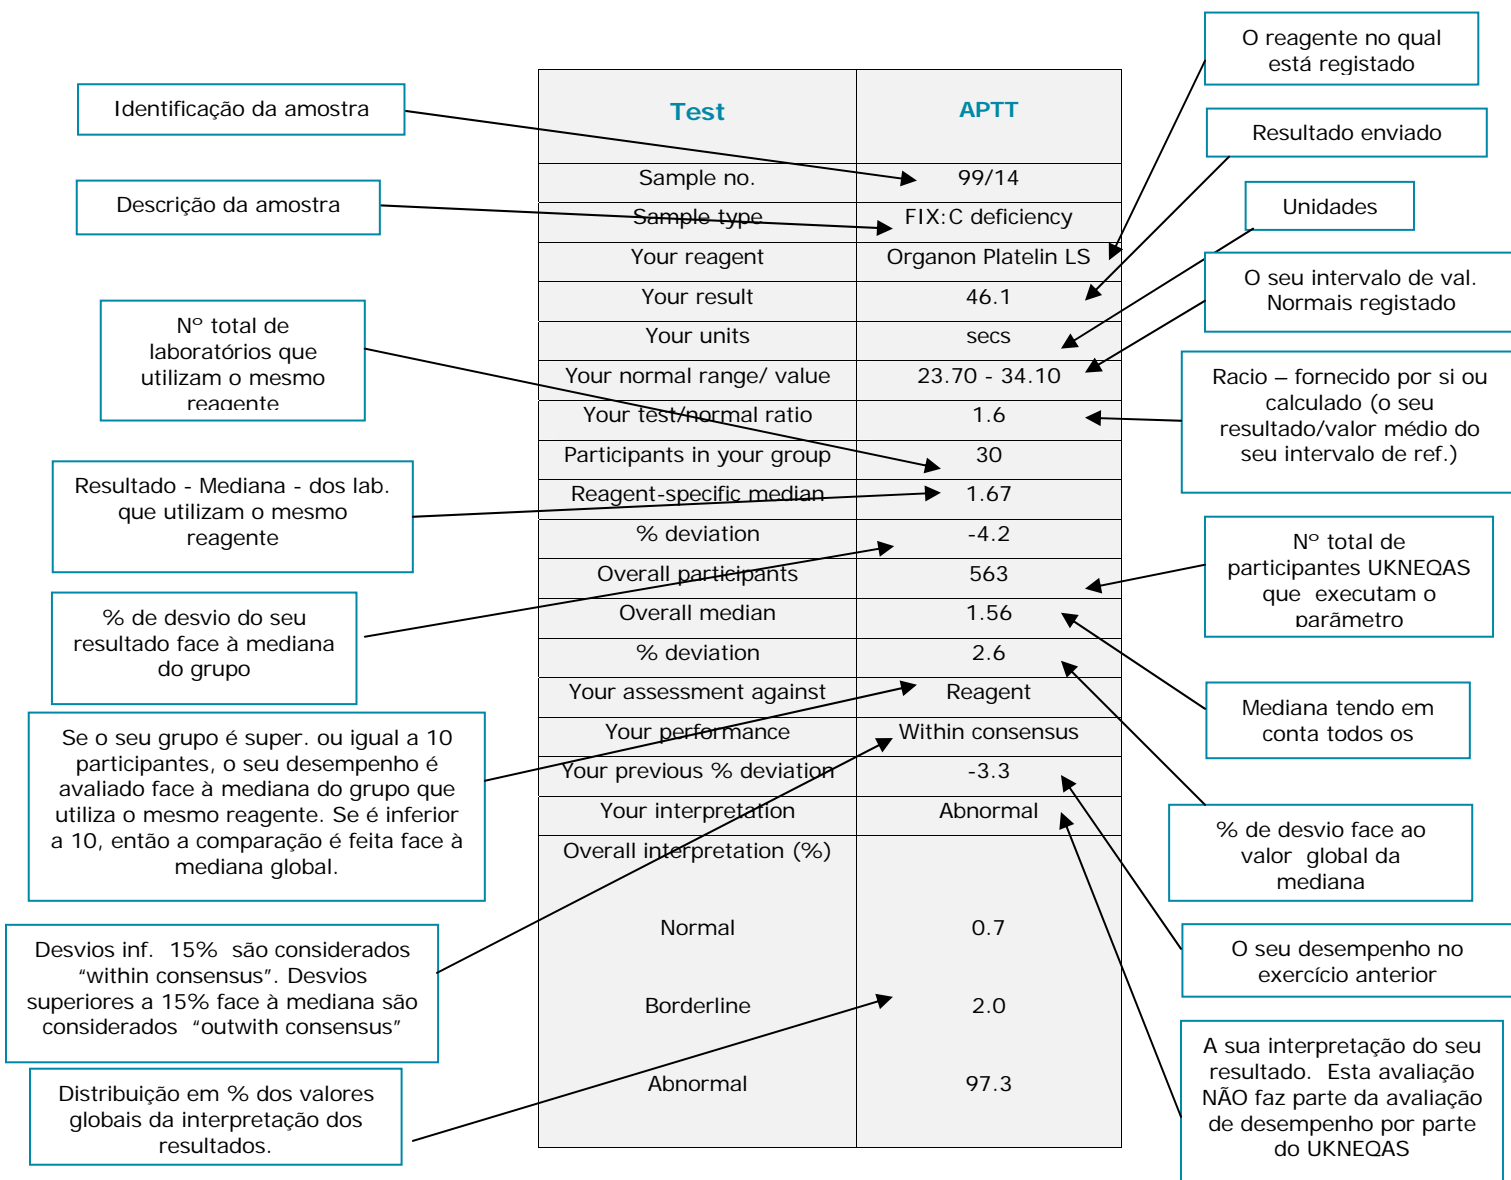 O reagente no qual
está registado
Identificação da amostra
Test APTT
Resultado enviado
Sample no. 99/14
Descrição da amostra
Sample type FIX:C deficiency
Unidades
Your reagent Organon Platelin LS
O seu intervalo de val.
Normais registado
Your result 46.1
Nº total de
laboratórios que
utilizam o mesmo
reagente
Your units secs
Your normal range/ value 23.70 - 34.10
Racio – fornecido por si ou
calculado (o seu
resultado/valor médio do
seu intervalo de ref.)
Your test/normal ratio 1.6
Participants in your group 30
Resultado - Mediana - dos lab.
que utilizam o mesmo
reagente
Reagent-specific median 1.67
% deviation -4.2
Nº total de
participantes UKNEQAS
que executam o
parâmetro
Overall participants 563
% de desvio do seu
resultado face à mediana
do grupo
Overall median 1.56
% deviation 2.6
Your assessment against Reagent
Mediana tendo em
conta todos os
Se o seu grupo é super. ou igual a 10
participantes, o seu desempenho é
avaliado face à mediana do grupo que
utiliza o mesmo reagente. Se é inferior
a 10, então a comparação é feita face à
mediana global.
Your performance Within consensus
Your previous % deviation -3.3
Your interpretation Abnormal
% de desvio face ao
valor global da
mediana
Overall interpretation (%)
Normal 0.7
Desvios inf. 15% são considerados
“within consensus”. Desvios
superiores a 15% face à mediana são
considerados “outwith consensus”
O seu desempenho no
exercício anterior
Borderline 2.0
A sua interpretação do seu
resultado. Esta avaliação
NÃO faz parte da avaliação
de desempenho por parte
do UKNEQAS
Abnormal 97.3
Distribuição em % dos valores
globais da interpretação dos
resultados.